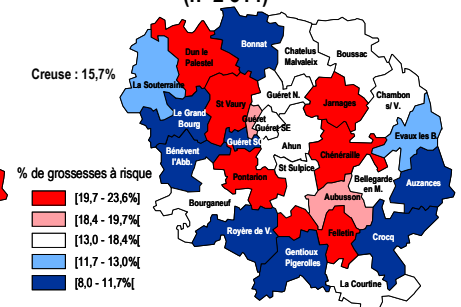 Bonnat
Dun le
Palestel
Chatelus
Malvaleix
Boussac
Creuse : 15,7%
La Souterraine
Guéret N.
Chambon
s/ V.
St Vaury
Jarnages
Le Grand
Bourg
Guéret
Guéret SE
Evaux les B.
Guéret SO
Ahun
Bénévent
l'Abb.
Chénéraille
% de grossesses à risque
St Sulpice
Pontarion
Bellegarde
en M.
Auzances
[19,7 - 23,6%]
Aubusson
[18,4 - 19,7%[
Bourganeuf
[13,0 - 18,4%[
Royère de V.
Felletin
Crocq
[11,7 - 13,0%[
Gentioux
Pigerolles
[8,0 - 11,7%[
La Courtine